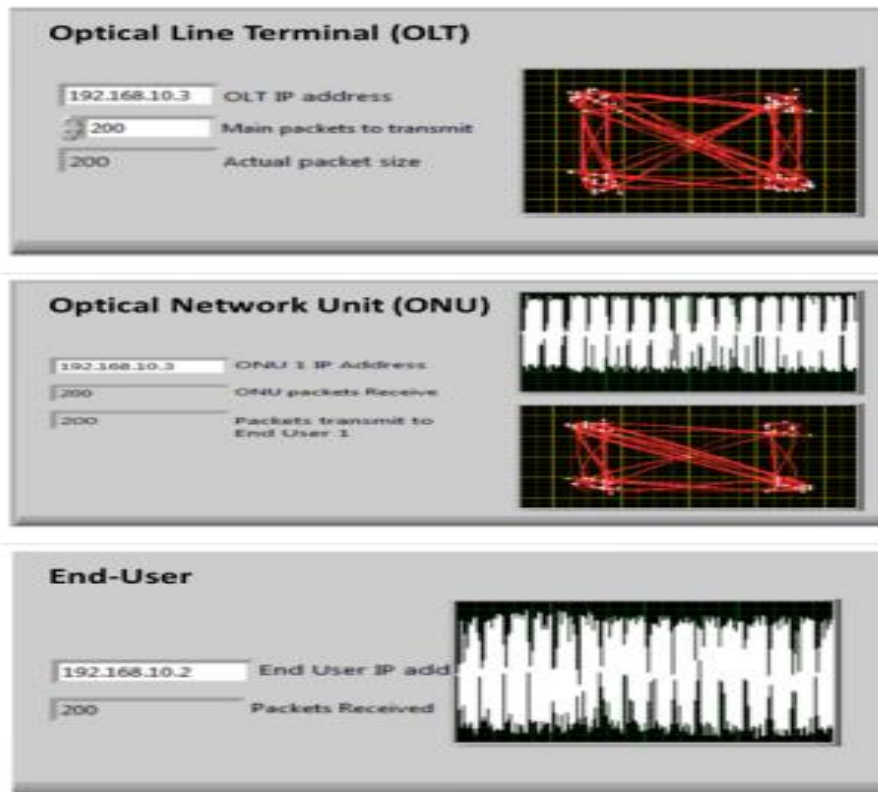 Optical Line Terminal (OLT)
192.168.10.3 OLT IP address
200 Main packets to transmit
200 Actual packet size
Optical Network Unit (ONU)
192.168.10.3 ONU 1 IP Address
200 ONU packets Receive
200 Packets transmit to
End User 1
End-User
192.168.10.2 End User IP add
200 Packets Received